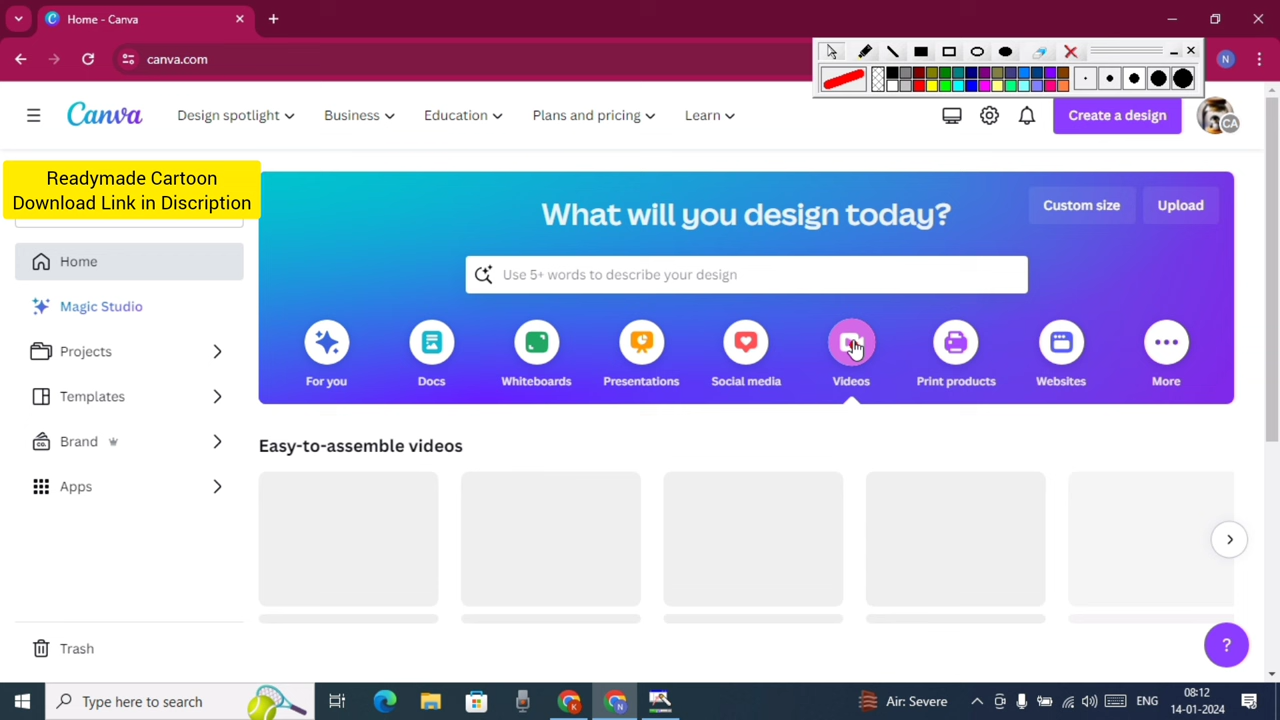 Home - Canva
canva.com
N
Canva
Design spotlight
Business
Education
Plans and pricing
Learn
Create a design
CA
Readymade Cartoon
Download Link in Discription
What will you design today?
Custom size
Upload
Use 5+ words to describe your design
Home
Magic Studio
Projects
Templates
Brand
Apps
For you
Docs
Whiteboards
Presentations
Social media
Videos
Print products
Websites
More
Easy-to-assemble videos
Trash
?
Type here to search
Air: Severe
ENG
08:12
14-01-2024